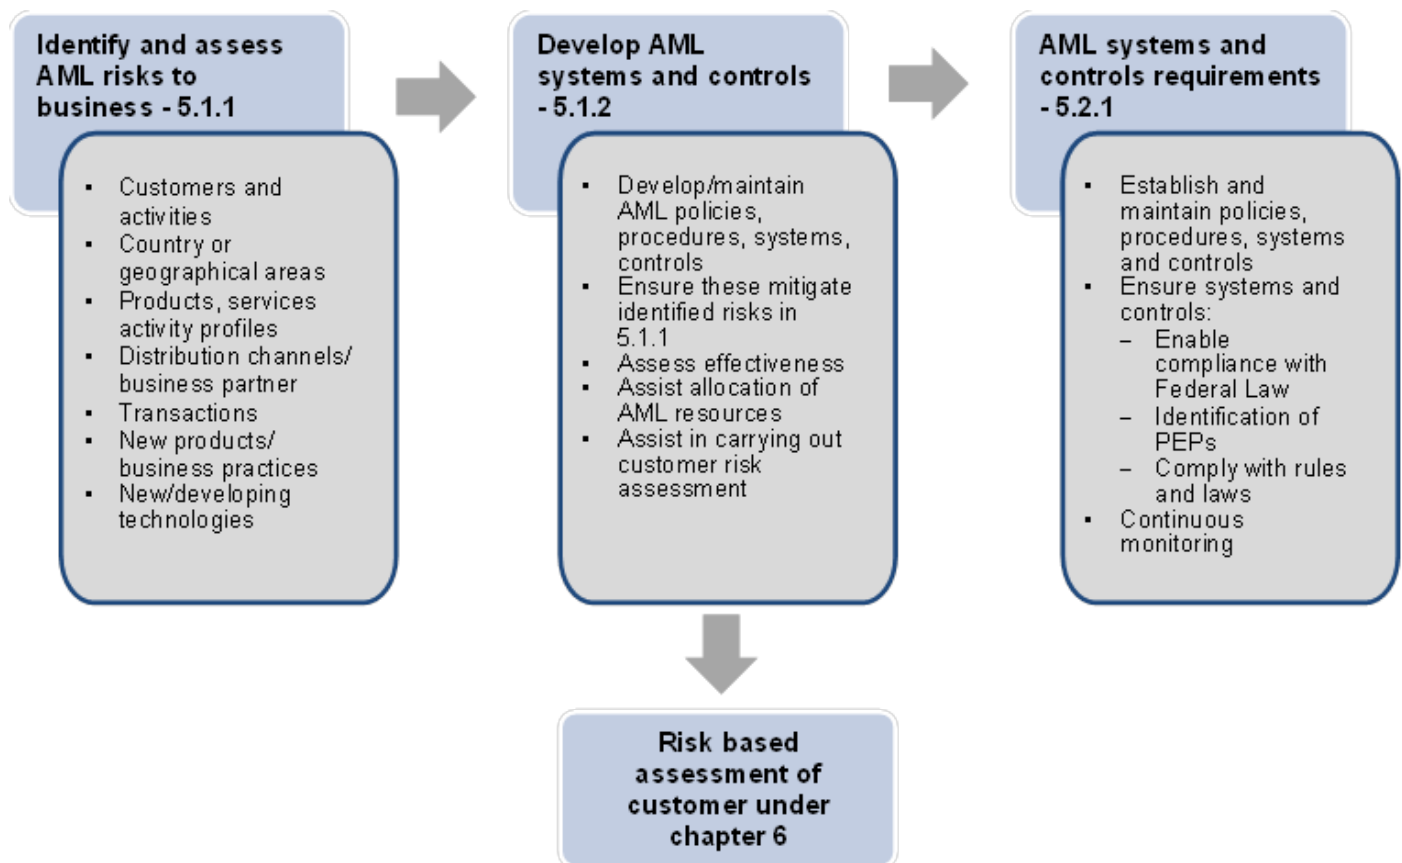 Identify and assess
AML risks to
business - 5.1.1
▪ Customers and
activities
▪ Country or
geographical areas
▪ Products, services
activity profiles
▪ Distribution channels/
business partner
▪ Transactions
▪ New products/
business practices
▪ New/developing
technologies
Develop AML
systems and controls
- 5.1.2
▪ Develop/maintain
AML policies,
procedures, systems,
controls
▪ Ensure these mitigate
identified risks in
5.1.1
▪ Assess effectiveness
▪ Assist allocation of
AML resources
▪ Assist in carrying out
customer risk
assessment
AML systems and
controls requirements
- 5.2.1
▪ Establish and
maintain policies,
procedures, systems
and controls
▪ Ensure systems and
controls:
– Enable
compliance with
Federal Law
– Identification of
PEPs
– Comply with rules
and laws
▪ Continuous
monitoring
Risk based
assessment of
customer under
chapter 6